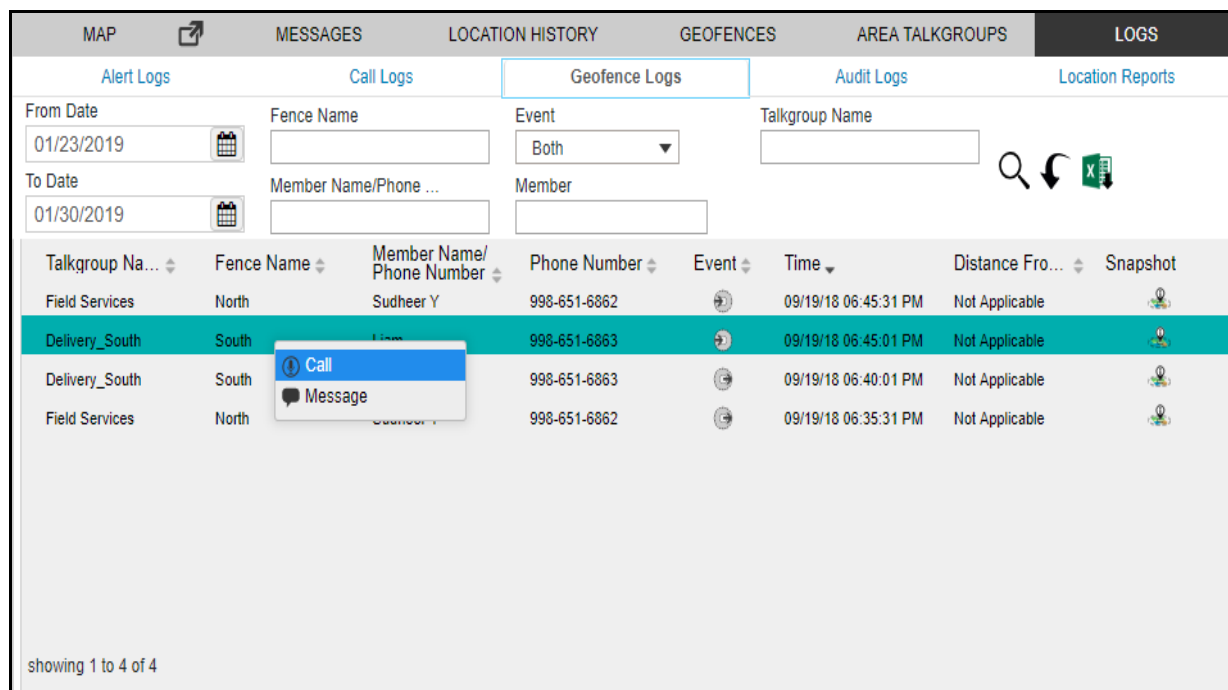 MAP MESSAGES LOCATION HISTORY GEOFENCES AREA TALKGROUPS LOGS
Alert Logs Call Logs Geofence Logs Audit Logs Location Reports
From Date Fence Name Event Talkgroup Name
01/23/2019 Both
To Date Member Name/Phone ... Member
01/30/2019
Talkgroup Na... Fence Name Member Name/ Phone Number Phone Number Event Time Distance Fro... Snapshot
Field Services North Sudheer Y 998-651-6862 09/19/18 06:45:31 PM Not Applicable
Delivery_South South Liam 998-651-6863 09/19/18 06:45:01 PM Not Applicable
Call
Delivery_South South 998-651-6863 09/19/18 06:40:01 PM Not Applicable
Message
Field Services North 998-651-6862 09/19/18 06:35:31 PM Not Applicable
showing 1 to 4 of 4